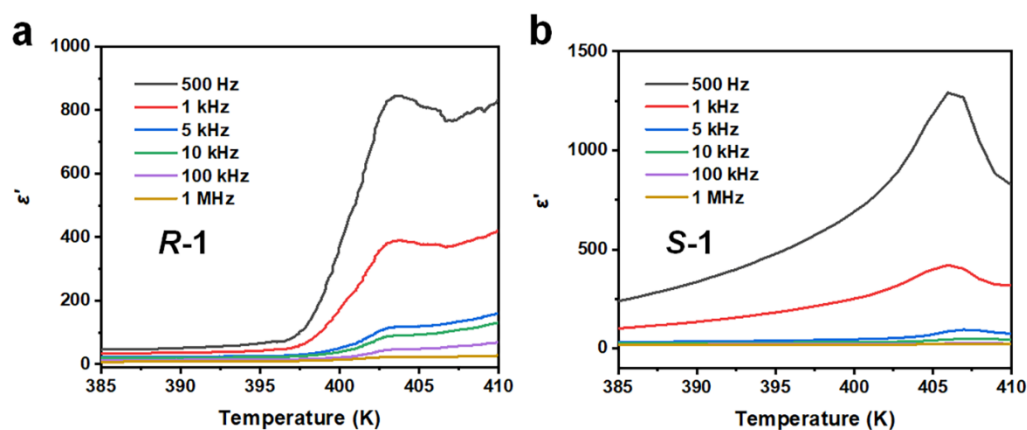 a
1000
800
600
400
200
0
ε'
500 Hz
1 kHz
5 kHz
10 kHz
100 kHz
1 MHz
R-1
385 390 395 400 405 410
Temperature (K)
b
1500
1000
500
0
ε'
500 Hz
1 kHz
5 kHz
10 kHz
100 kHz
1 MHz
S-1
385 390 395 400 406 410
Temperature (K)